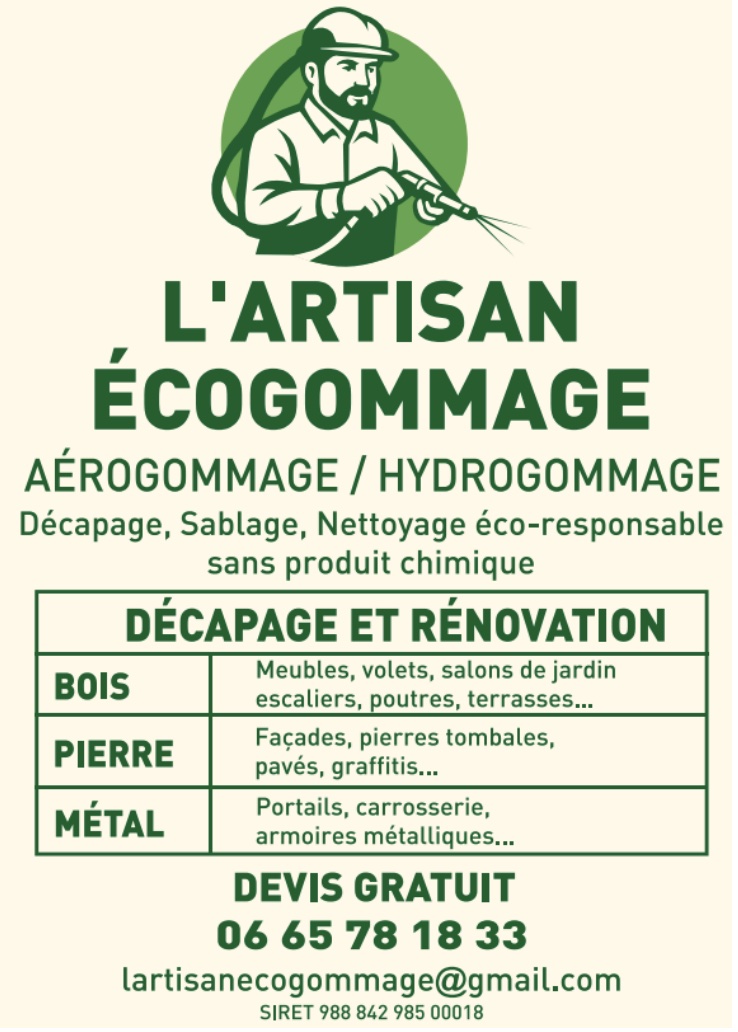 L'ARTISAN
ÉCOGOMMAGE
AÉROGOMMAGE / HYDROGOMMAGE
Décapage, Sablage, Nettoyage éco-responsable
sans produit chimique
DÉCAPAGE ET RÉNOVATION
BOIS
Meubles, volets, salons de jardin
escaliers, poutres, terrasses...
PIERRE
Façades, pierres tombales,
pavés, graffitis...
MÉTAL
Portails, carrosserie,
armoires métalliques...
DEVIS GRATUIT
06 65 78 18 33
lartisanecogommage@gmail.com
SIRET 988 842 985 00018